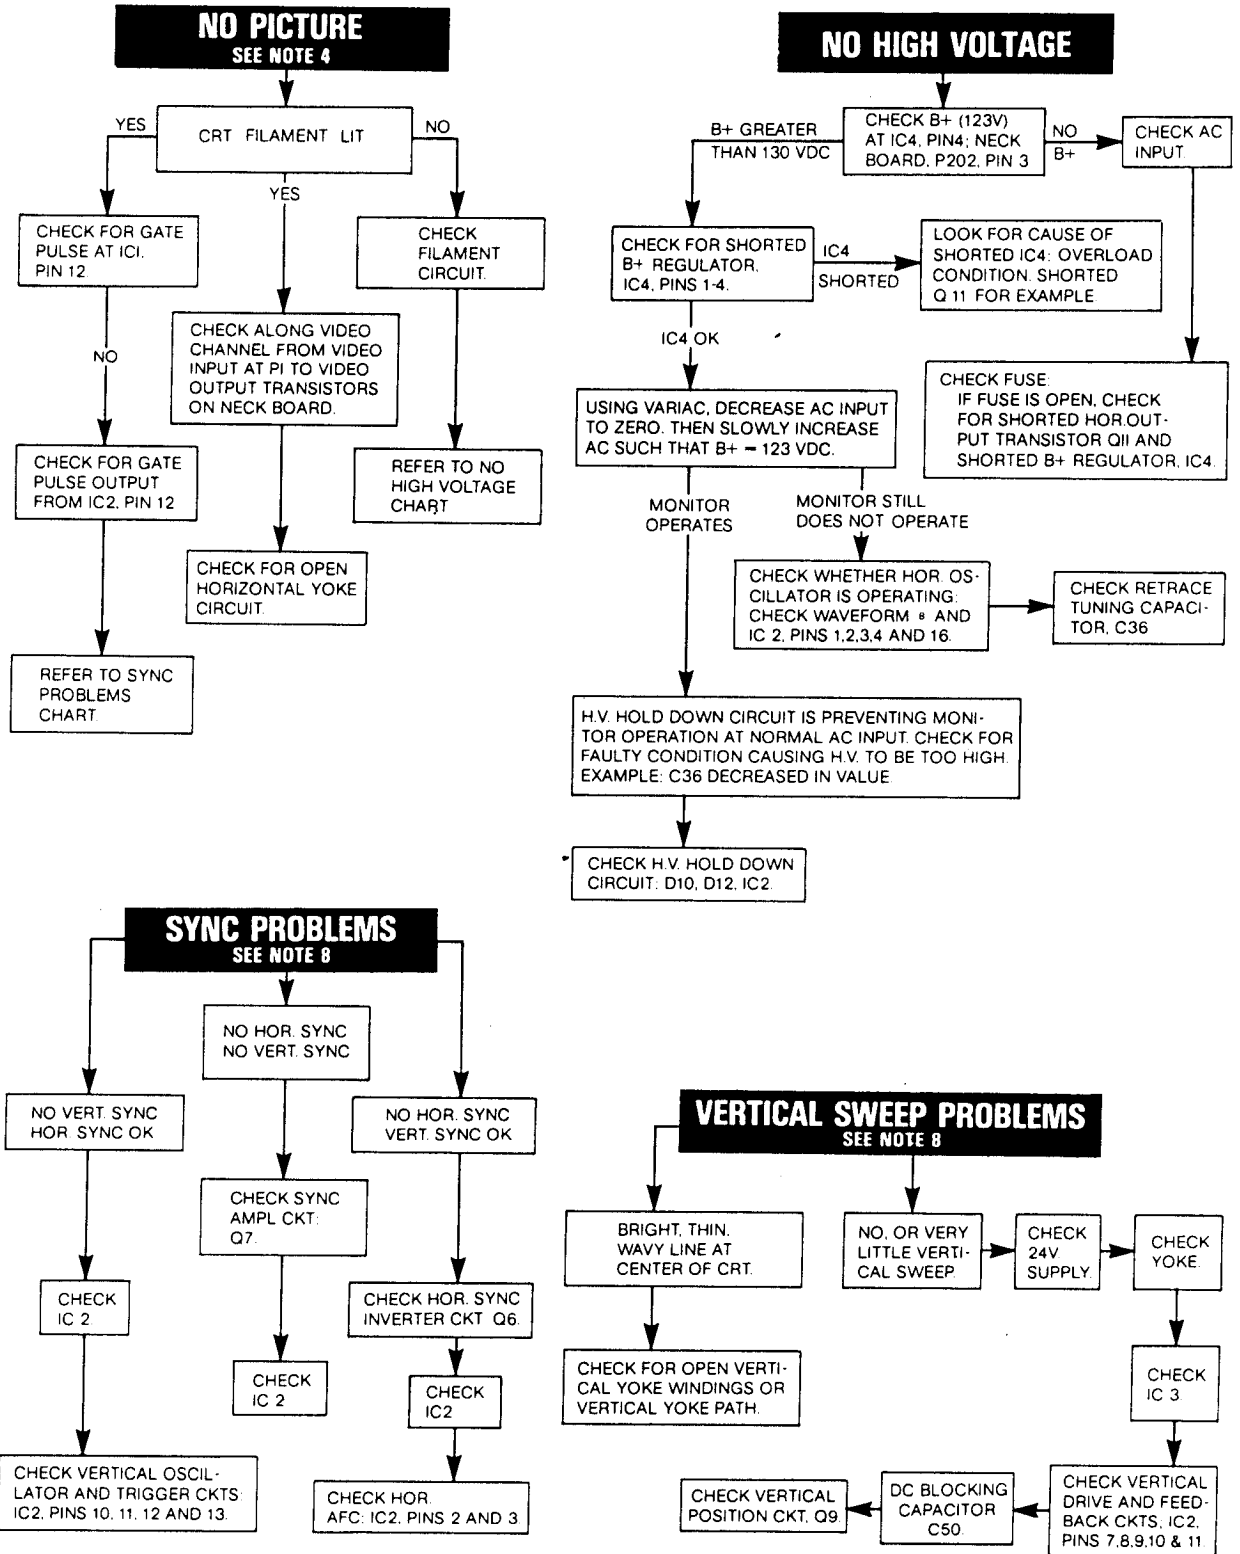 NO PICTURE
SEE NOTE 4
YES
CRT FILAMENT LIT
NO
YES
CHECK FOR GATE
PULSE AT ICI,
PIN 12.
CHECK
FILAMENT
CIRCUIT.
NO
CHECK ALONG VIDEO
CHANNEL FROM VIDEO
INPUT AT PI TO VIDEO
OUTPUT TRANSISTORS
ON NECK BOARD.
CHECK FOR GATE
PULSE OUTPUT
FROM IC2, PIN 12
REFER TO NO
HIGH VOLTAGE
CHART
CHECK FOR OPEN
HORIZONTAL YOKE
CIRCUIT.
REFER TO SYNC
PROBLEMS
CHART.
NO HIGH VOLTAGE
B+ GREATER
THAN 130 VDC
CHECK B+ (123V)
AT IC4, PIN4; NECK
BOARD, P202, PIN 3
NO
B+
CHECK AC
INPUT.
CHECK FOR SHORTED
B+ REGULATOR,
IC4, PINS 1-4.
IC4
SHORTED
LOOK FOR CAUSE OF
SHORTED IC4: OVERLOAD
CONDITION. SHORTED
Q 11 FOR EXAMPLE.
IC4 OK
CHECK FUSE:
IF FUSE IS OPEN, CHECK
FOR SHORTED HOR.OUT-
PUT TRANSISTOR QII AND
SHORTED B+ REGULATOR, IC4.
USING VARIAC, DECREASE AC INPUT
TO ZERO. THEN SLOWLY INCREASE
AC SUCH THAT B+ = 123 VDC.
MONITOR
OPERATES
MONITOR STILL
DOES NOT OPERATE
CHECK WHETHER HOR. OS-
CILLATOR IS OPERATING:
CHECK WAVEFORM 8 AND
IC 2, PINS 1,2,3,4 AND 16.
CHECK RETRACE
TUNING CAPACI-
TOR, C36
H.V. HOLD DOWN CIRCUIT IS PREVENTING MONI-
TOR OPERATION AT NORMAL AC INPUT. CHECK FOR
FAULTY CONDITION CAUSING H.V. TO BE TOO HIGH.
EXAMPLE: C36 DECREASED IN VALUE.
CHECK H.V. HOLD DOWN
CIRCUIT: D10, D12, IC2.
SYNC PROBLEMS
SEE NOTE 8
NO HOR. SYNC
NO VERT. SYNC
NO VERT. SYNC
HOR. SYNC OK
NO HOR. SYNC
VERT. SYNC OK
CHECK SYNC
AMPL CKT:
Q7.
CHECK
IC 2
CHECK HOR. SYNC
INVERTER CKT Q6.
CHECK
IC 2
CHECK
IC2
CHECK VERTICAL OSCIL-
LATOR AND TRIGGER CKTS:
IC2, PINS 10, 11, 12 AND 13.
CHECK HOR.
AFC: IC2, PINS 2 AND 3.
VERTICAL SWEEP PROBLEMS
SEE NOTE 8
BRIGHT, THIN,
WAVY LINE AT
CENTER OF CRT.
NO, OR VERY
LITTLE VERTI-
CAL SWEEP.
CHECK
24V.
SUPPLY.
CHECK
YOKE.
CHECK FOR OPEN VERTI-
CAL YOKE WINDINGS OR
VERTICAL YOKE PATH.
CHECK
IC 3.
CHECK VERTICAL
POSITION CKT, Q9.
DC BLOCKING
CAPACITOR
C50.
CHECK VERTICAL
DRIVE AND FEED-
BACK CKTS, IC2,
PINS 7,8,9,10 & 11.